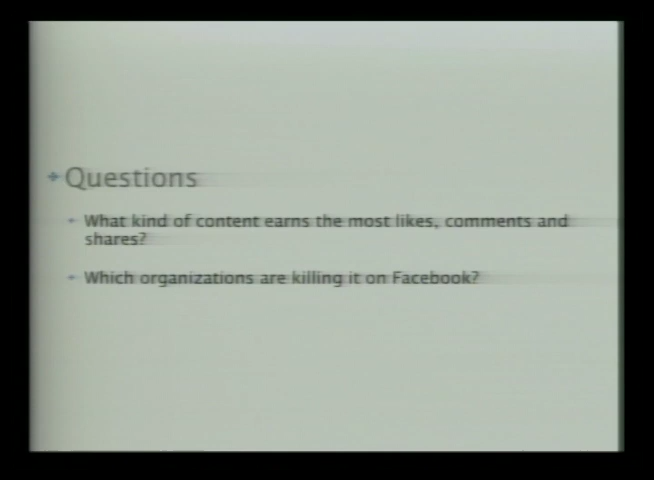 Questions
What kind of content earns the most likes, comments and
shares?
Which organizations are killing it on Facebook?